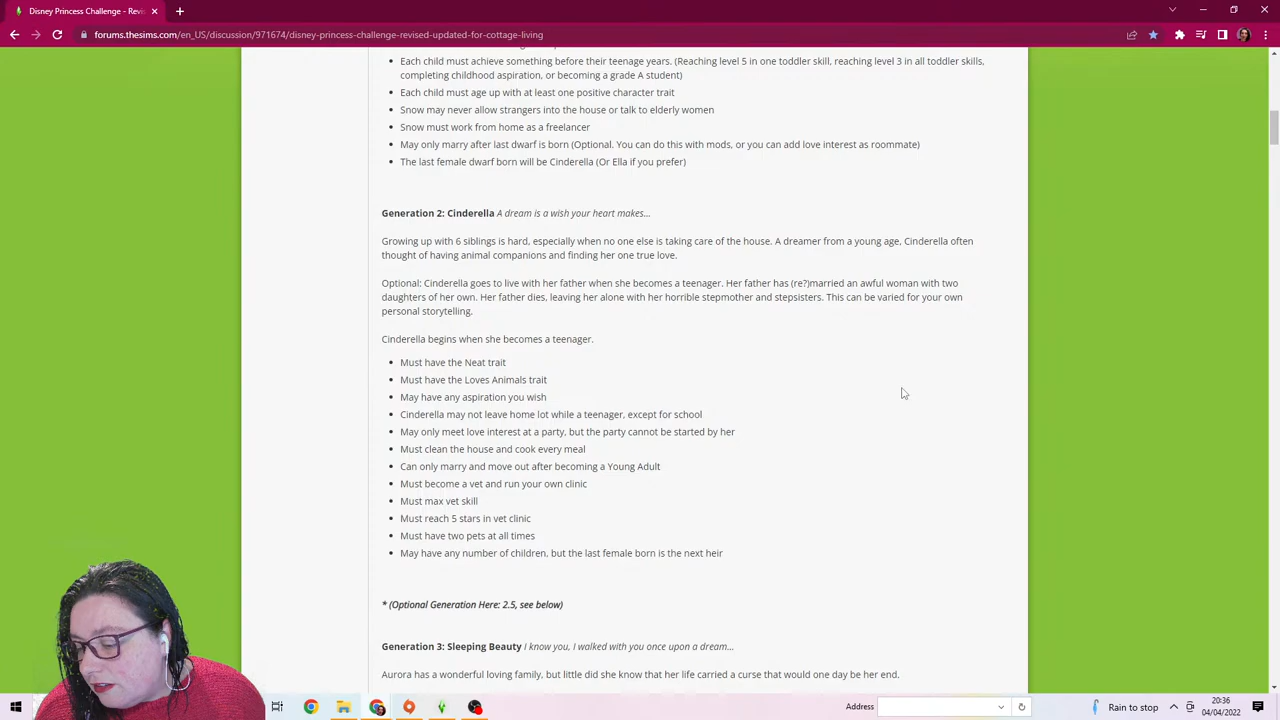 Disney Princess Challenge - Revis
forums.thesims.com/en_US/discussion/971674/disney-princess-challenge-revised-updated-for-cottage-living
Each child must achieve something before their teenage years. (Reaching level 5 in one toddler skill, reaching level 3 in all toddler skills,
completing childhood aspiration, or becoming a grade A student)
Each child must age up with at least one positive character trait
Snow may never allow strangers into the house or talk to elderly women
Snow must work from home as a freelancer
May only marry after last dwarf is born (Optional. You can do this with mods, or you can add love interest as roommate)
The last female dwarf born will be Cinderella (Or Ella if you prefer)
Generation 2: Cinderella A dream is a wish your heart makes...
Growing up with 6 siblings is hard, especially when no one else is taking care of the house. A dreamer from a young age, Cinderella often
thought of having animal companions and finding her one true love.
Optional: Cinderella goes to live with her father when she becomes a teenager. Her father has (re?)married an awful woman with two
daughters of her own. Her father dies, leaving her alone with her horrible stepmother and stepsisters. This can be varied for your own
personal storytelling.
Cinderella begins when she becomes a teenager.
Must have the Neat trait
Must have the Loves Animals trait
May have any aspiration you wish
Cinderella may not leave home lot while a teenager, except for school
May only meet love interest at a party, but the party cannot be started by her
Must clean the house and cook every meal
Can only marry and move out after becoming a Young Adult
Must become a vet and run your own clinic
Must max vet skill
Must reach 5 stars in vet clinic
Must have two pets at all times
May have any number of children, but the last female born is the next heir
* (Optional Generation Here: 2.5, see below)
Generation 3: Sleeping Beauty I know you, I walked with you once upon a dream...
Aurora has a wonderful loving family, but little did she know that her life carried a curse that would one day be her end.
Address
Rain to stop
20:36
04/04/2022